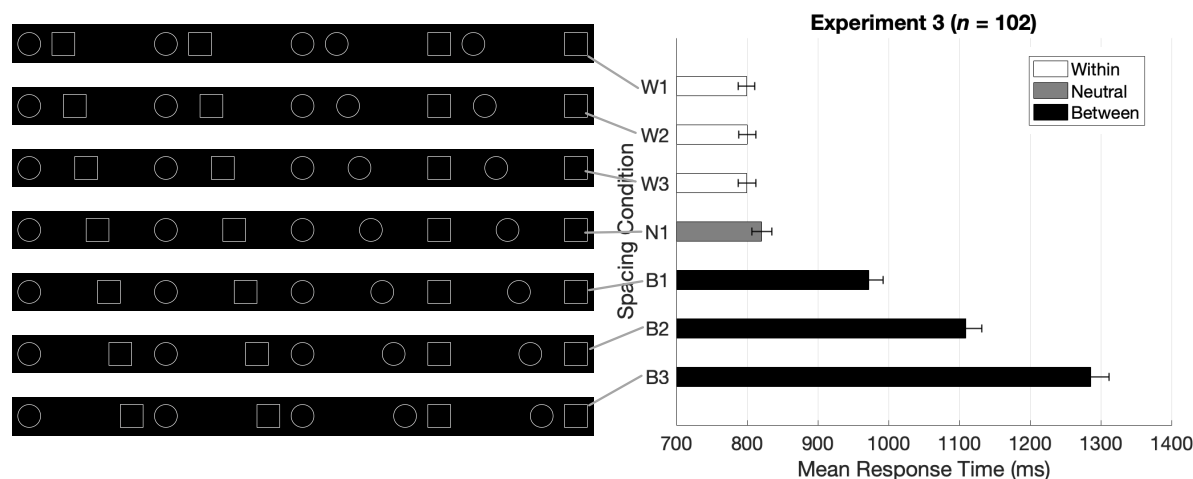 Experiment 3 (n = 102)
Within
Neutral
Between
Spacing Condition
W1
W2
W3
N1
B1
B2
B3
700 800 900 1000 1100 1200 1300 1400
Mean Response Time (ms)